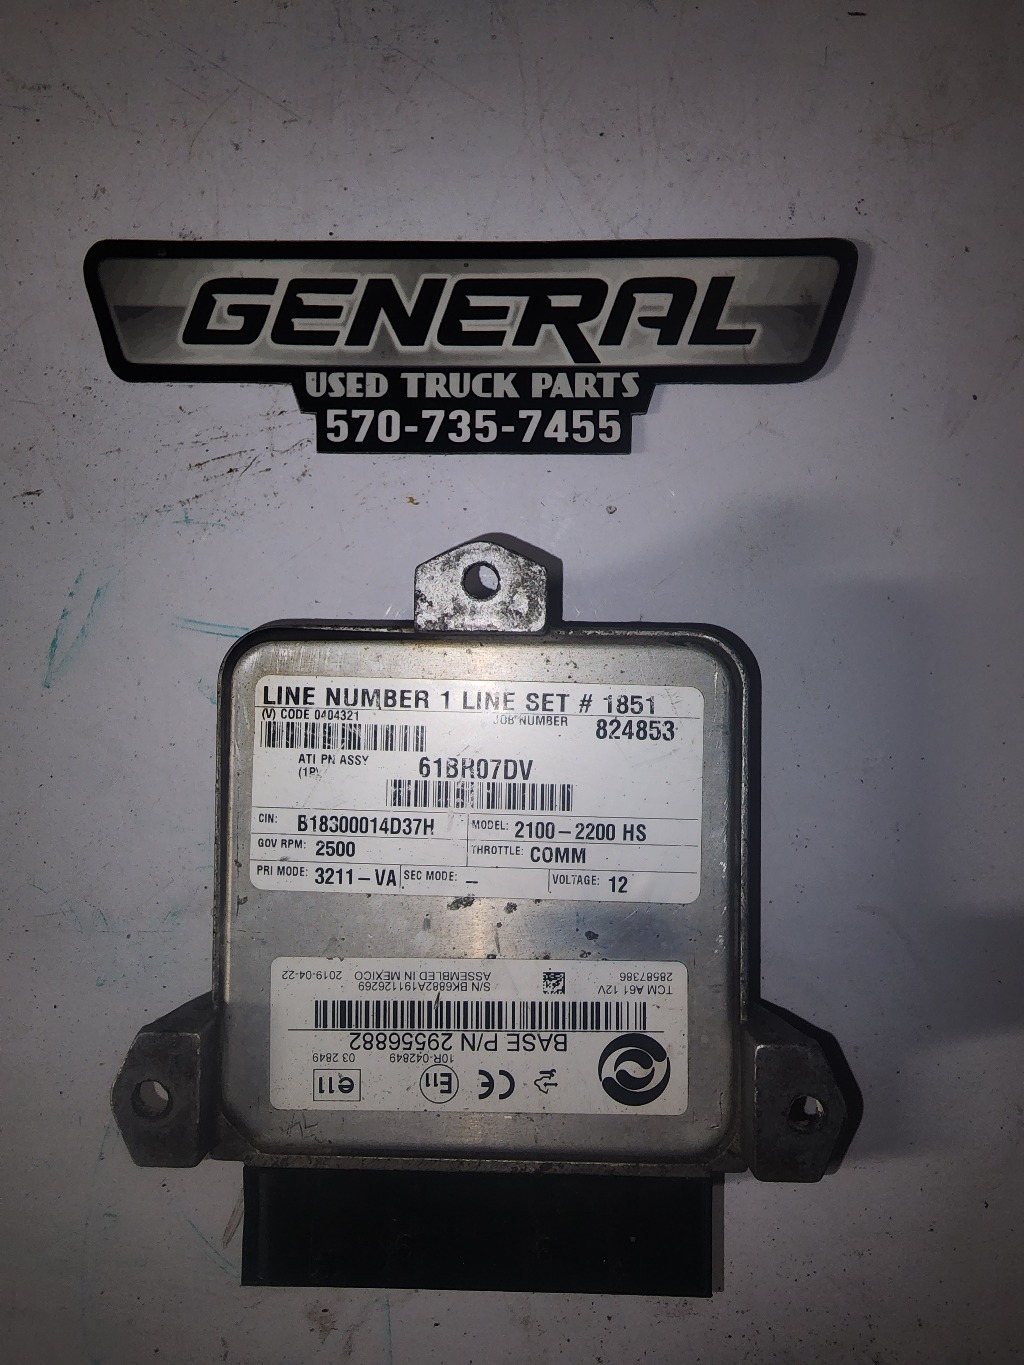 GENERAL
USED TRUCK PARTS
570-735-7455
LINE NUMBER 1 LINE SET # 1851
(V) CODE 0404321
JOB NUMBER 824853
ATI PN ASSY 61BR07DV
(1P)
CIN: B18300014D37H MODEL: 2100-2200 HS
GOV RPM: 2500 THROTTLE: COMM
PRI MODE: 3211-VA SEC MODE: - VOLTAGE: 12
BASE P/N 29556882
10R-042849 03 2849
CE E11 e11
TCM A61 12V
28587386
S/N BK6882A191126269
ASSEMBLED IN MEXICO 2019-04-22
AL